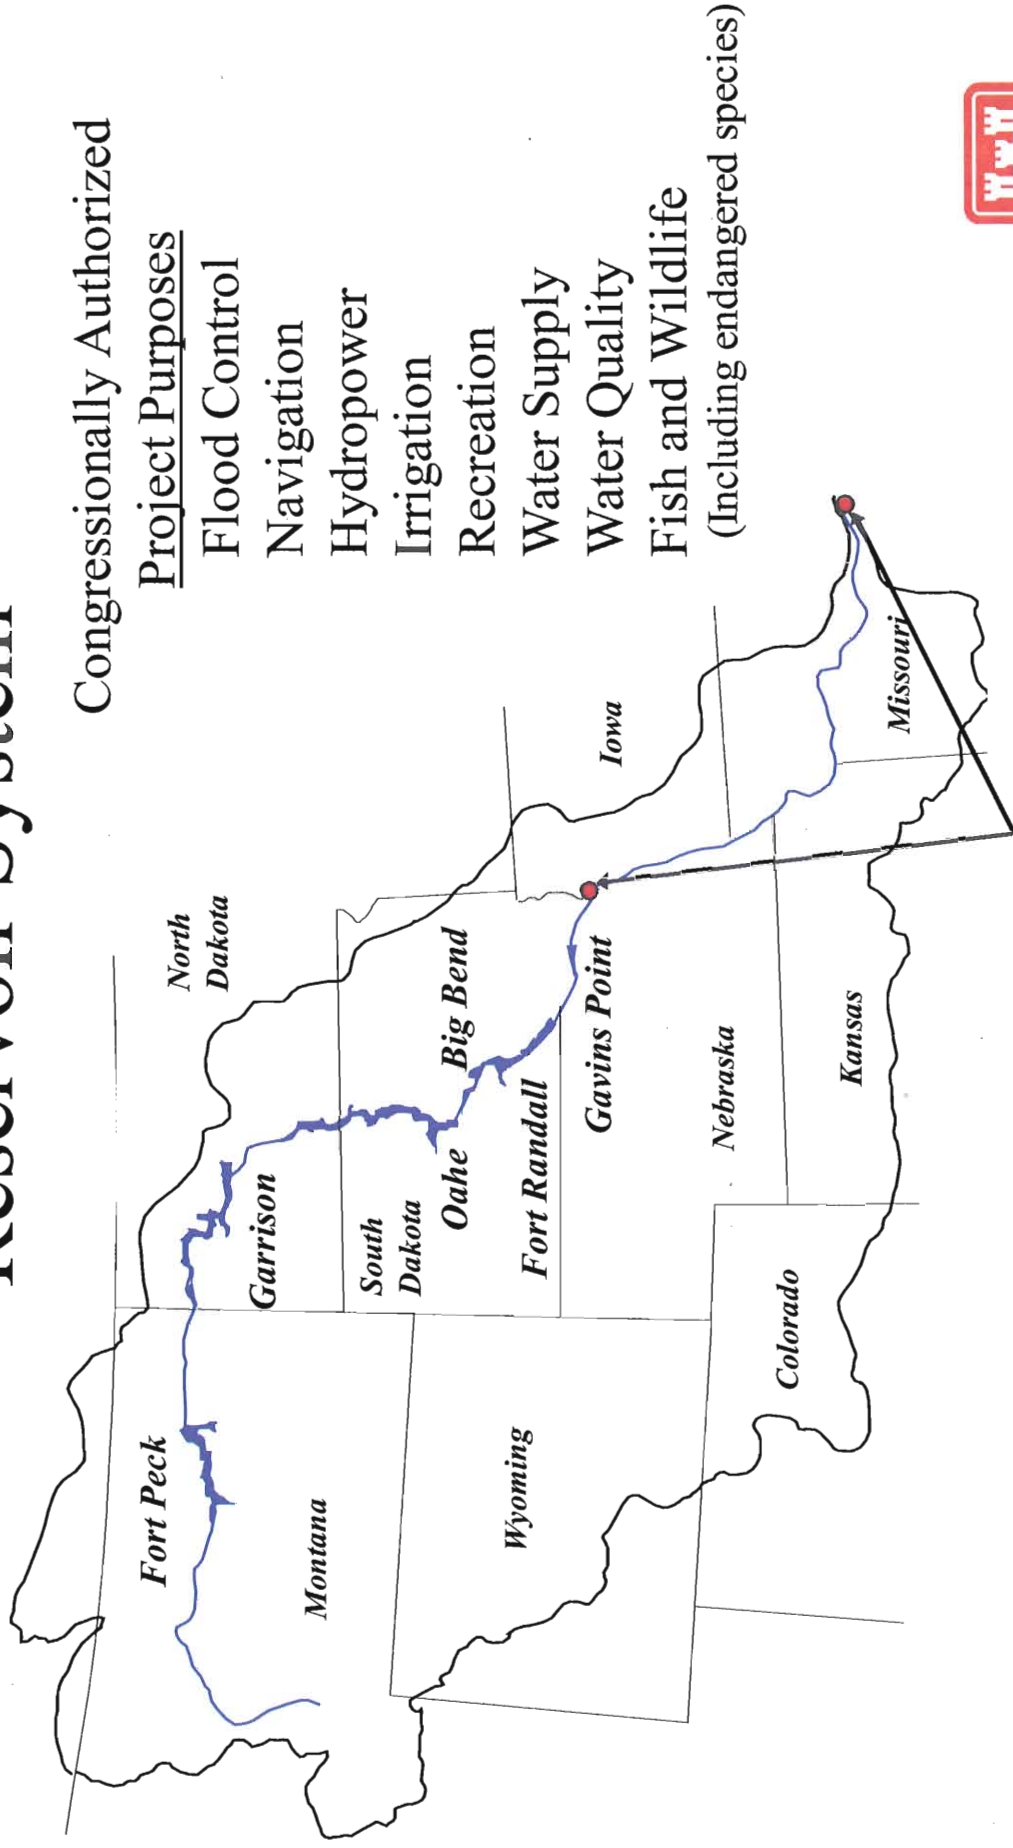 Reservoir System
Congressionally Authorized
Project Purposes
Flood Control
Navigation
Hydropower
Irrigation
Recreation
Water Supply
Water Quality
Fish and Wildlife
(Including endangered species)
Fort Peck
Montana
North
Dakota
Garrison
South
Dakota
Oahe
Big Bend
Fort Randall
Gavins Point
Iowa
Wyoming
Nebraska
Colorado
Kansas
Missouri